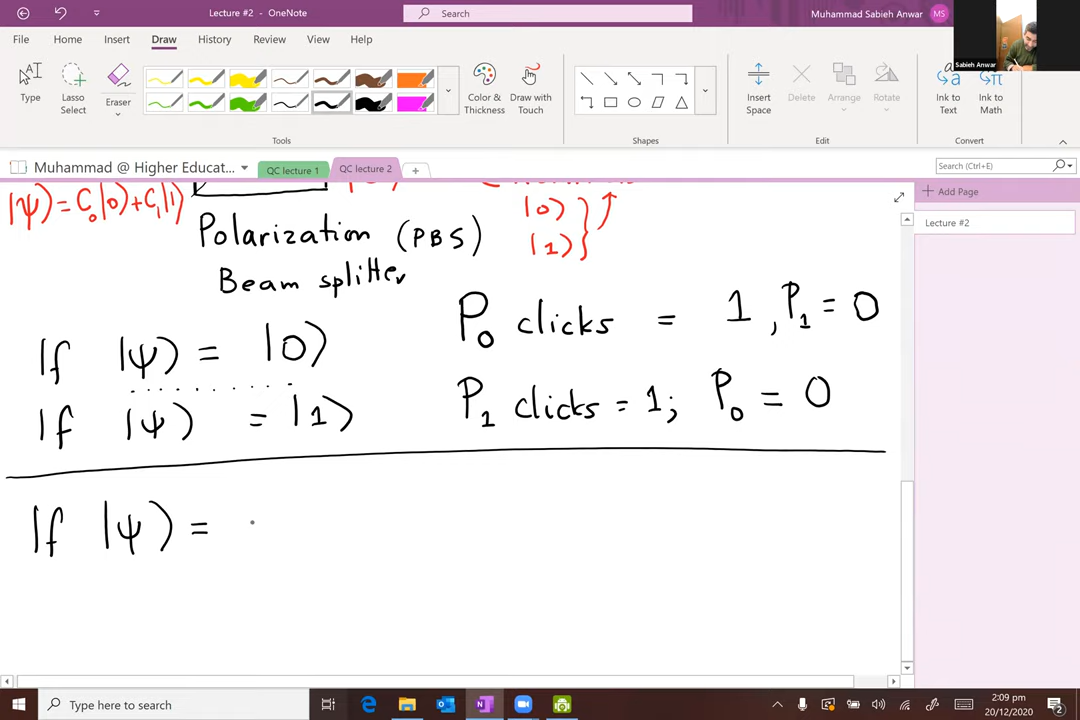 Lecture #2 - OneNote
Search
Muhammad Sabieh Anwar
MS
Sabieh Anwar
File Home Insert Draw History Review View Help
Type
Lasso Select
Eraser
Color & Thickness
Draw with Touch
Insert Space
Delete
Arrange
Rotate
Ink to Text
Ink to Math
Tools
Shapes
Edit
Convert
Muhammad @ Higher Educat...
QC lecture 1
QC lecture 2
Search (Ctrl+E)
Add Page
Lecture #2
|ψ⟩ = C₀|0⟩ + C₁|1⟩
|0⟩
|1⟩
Polarization (PBS)
Beam splitter
If |ψ⟩ = |0⟩ P₀ clicks = 1, P₁ = 0
If |ψ⟩ = |1⟩ P₁ clicks = 1; P₀ = 0
If |ψ⟩ =
Type here to search
2:09 pm
20/12/2020
2